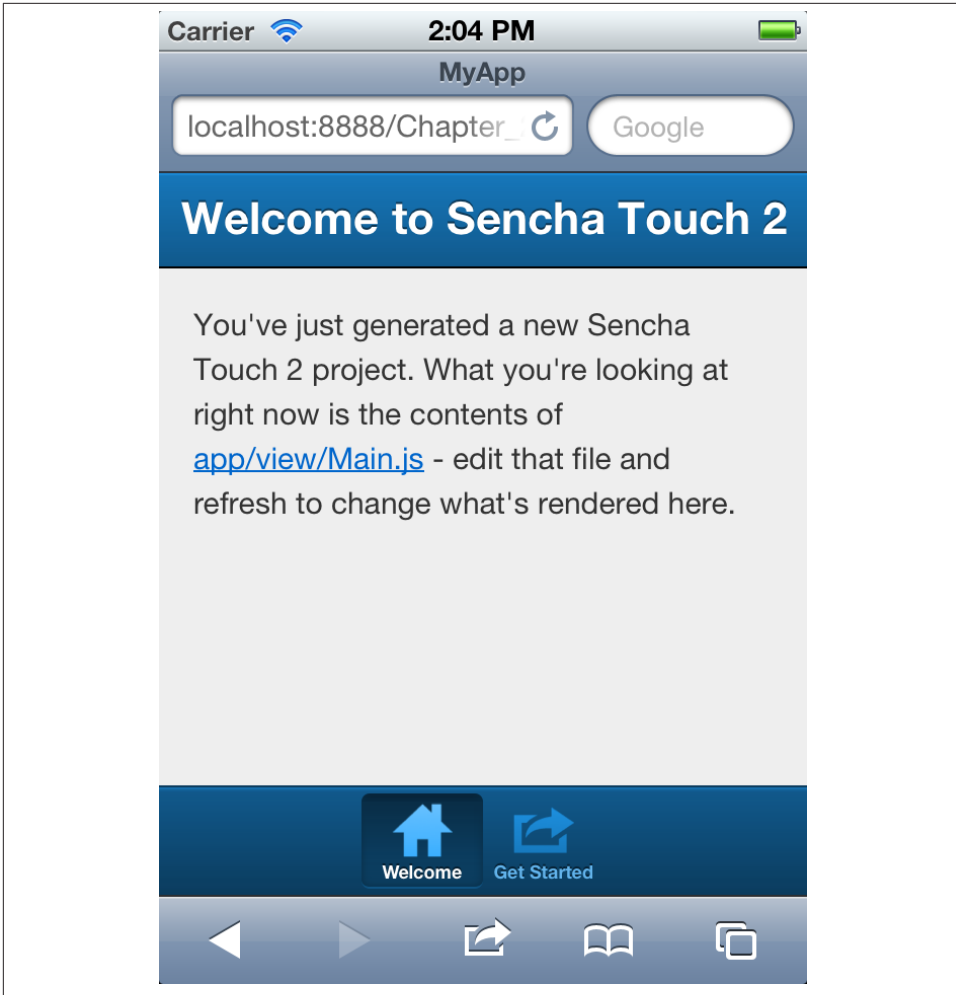 Carrier 2:04 PM
MyApp
localhost:8888/Chapter_ Google
Welcome to Sencha Touch 2
You've just generated a new Sencha
Touch 2 project. What you're looking at
right now is the contents of
app/view/Main.js - edit that file and
refresh to change what's rendered here.
Welcome Get Started